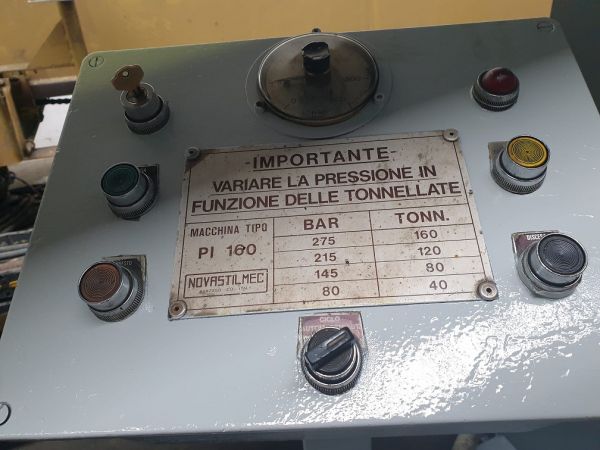 -IMPORTANTE-
VARIARE LA PRESSIONE IN
FUNZIONE DELLE TONNELLATE
MACCHINA TIPO
PI 160
NOVASTILMEC
BAR TONN.
275 160
215 120
145 80
80 40
CICLO